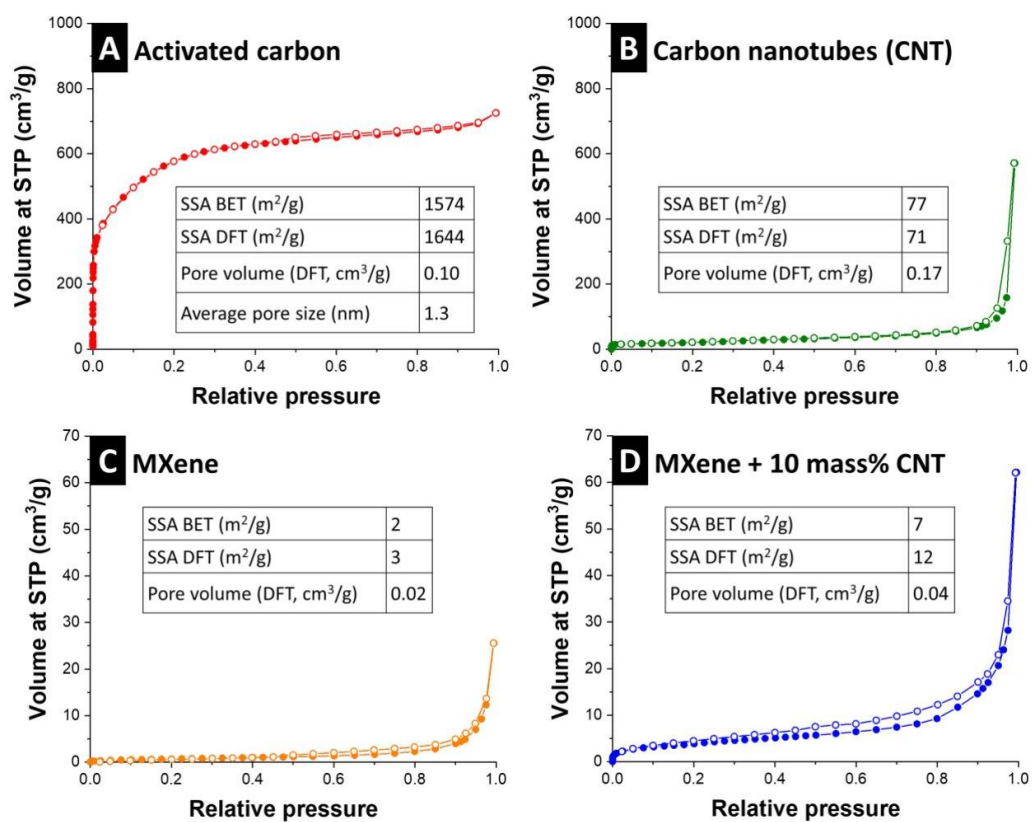 A Activated carbon
1000
800
600
400
200
0
Volume at STP (cm³/g)
SSA BET (m²/g) 1574
SSA DFT (m²/g) 1644
Pore volume (DFT, cm³/g) 0.10
Average pore size (nm) 1.3
0.0 0.2 0.4 0.6 0.8 1.0
Relative pressure
B Carbon nanotubes (CNT)
1000
800
600
400
200
0
Volume at STP (cm³/g)
SSA BET (m²/g) 77
SSA DFT (m²/g) 71
Pore volume (DFT, cm³/g) 0.17
0.0 0.2 0.4 0.6 0.8 1.0
Relative pressure
C MXene
70
60
50
40
30
20
10
0
Volume at STP (cm³/g)
SSA BET (m²/g) 2
SSA DFT (m²/g) 3
Pore volume (DFT, cm³/g) 0.02
0.0 0.2 0.4 0.6 0.8 1.0
Relative pressure
D MXene + 10 mass% CNT
70
60
50
40
30
20
10
0
Volume at STP (cm³/g)
SSA BET (m²/g) 7
SSA DFT (m²/g) 12
Pore volume (DFT, cm³/g) 0.04
0.0 0.2 0.4 0.6 0.8 1.0
Relative pressure